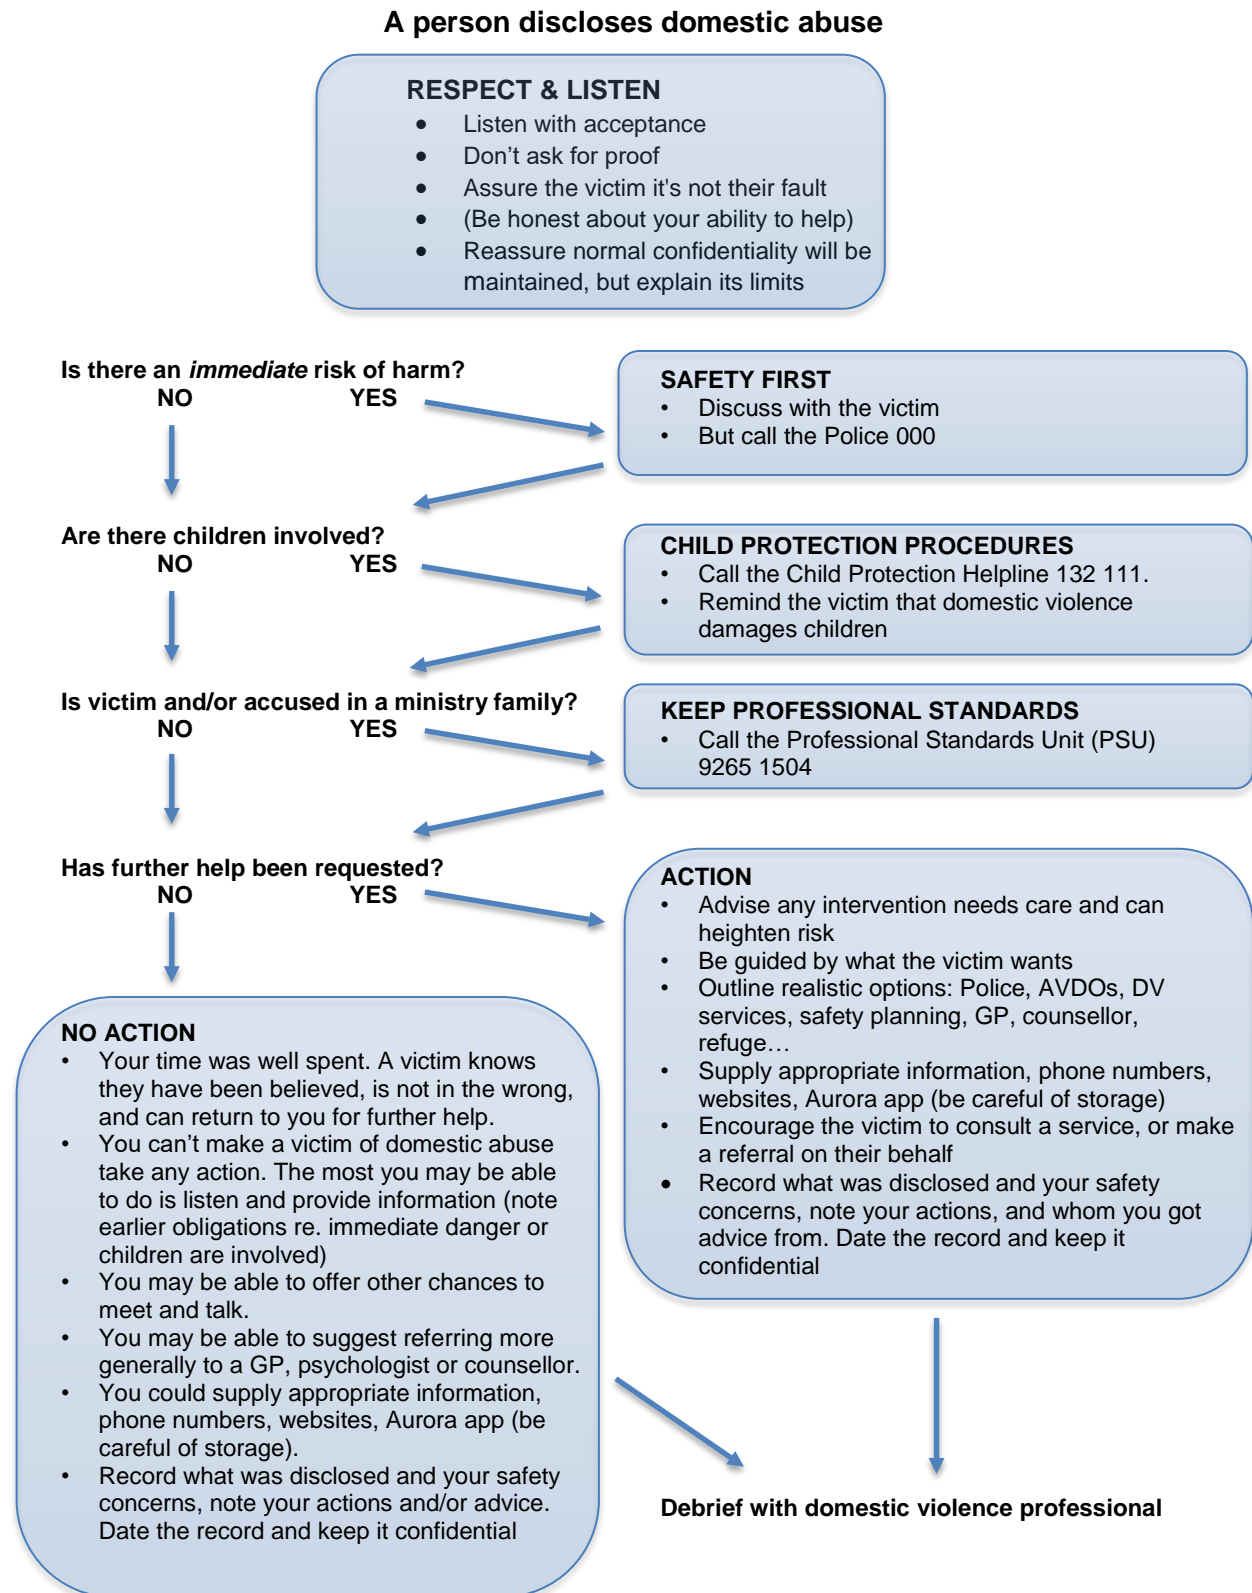 A person discloses domestic abuse
RESPECT & LISTEN
• Listen with acceptance
• Don’t ask for proof
• Assure the victim it's not their fault
• (Be honest about your ability to help)
• Reassure normal confidentiality will be
maintained, but explain its limits
Is there an immediate risk of harm?
NO YES
SAFETY FIRST
• Discuss with the victim
• But call the Police 000
Are there children involved?
NO YES
CHILD PROTECTION PROCEDURES
• Call the Child Protection Helpline 132 111.
• Remind the victim that domestic violence
damages children
Is victim and/or accused in a ministry family?
NO YES
KEEP PROFESSIONAL STANDARDS
• Call the Professional Standards Unit (PSU)
9265 1504
Has further help been requested?
NO YES
ACTION
• Advise any intervention needs care and can
heighten risk
• Be guided by what the victim wants
• Outline realistic options: Police, AVDOs, DV
services, safety planning, GP, counsellor,
refuge…
• Supply appropriate information, phone numbers,
websites, Aurora app (be careful of storage)
• Encourage the victim to consult a service, or make
a referral on their behalf
• Record what was disclosed and your safety
concerns, note your actions, and whom you got
advice from. Date the record and keep it
confidential
NO ACTION
• Your time was well spent. A victim knows
they have been believed, is not in the wrong,
and can return to you for further help.
• You can’t make a victim of domestic abuse
take any action. The most you may be able
to do is listen and provide information (note
earlier obligations re. immediate danger or
children are involved)
• You may be able to offer other chances to
meet and talk.
• You may be able to suggest referring more
generally to a GP, psychologist or counsellor.
• You could supply appropriate information,
phone numbers, websites, Aurora app (be
careful of storage).
• Record what was disclosed and your safety
concerns, note your actions and/or advice.
Date the record and keep it confidential
Debrief with domestic violence professional